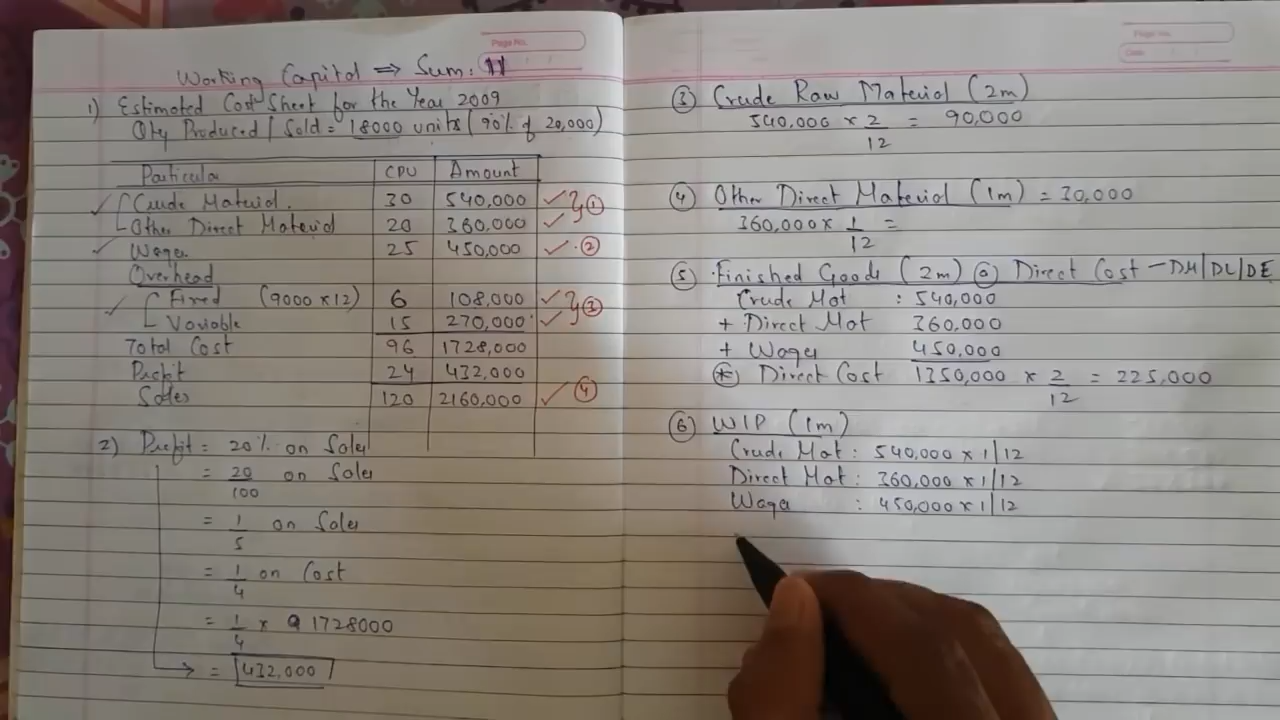 Page No.
Working Capital ⇒ Sum: 11
1) Estimated Cost Sheet for the Year 2009
Qty Produced / Sold = 18000 units (90% of 20,000)
Particular CPU Amount
Crude Material. 30 540,000 ①
Other Direct Material 20 360,000
Wages 25 450,000 ②
Overhead
Fixed (9000 x 12) 6 108,000 ③
Variable 15 270,000
Total Cost 96 1728,000
Profit 24 432,000
Sales 120 2160,000 ④
2) Profit = 20% on Sales
= 20/100 on Sales
= 1/5 on Sales
= 1/4 on Cost
= 1/4 x 1728000
= 432,000
Page No.
Date
③ Crude Raw Material (2m)
540,000 x 2/12 = 90,000
④ Other Direct Material (1m) = 30,000
360,000 x 1/12 =
⑤ Finished Goods (2m) @ Direct Cost - DM/DL/DE
Crude Mat : 540,000
+ Direct Mat 360,000
+ Wages 450,000
* Direct Cost 1350,000 x 2/12 = 225,000
⑥ WIP (1m)
Crude Mat : 540,000 x 1/12
Direct Mat : 360,000 x 1/12
Wages : 450,000 x 1/12